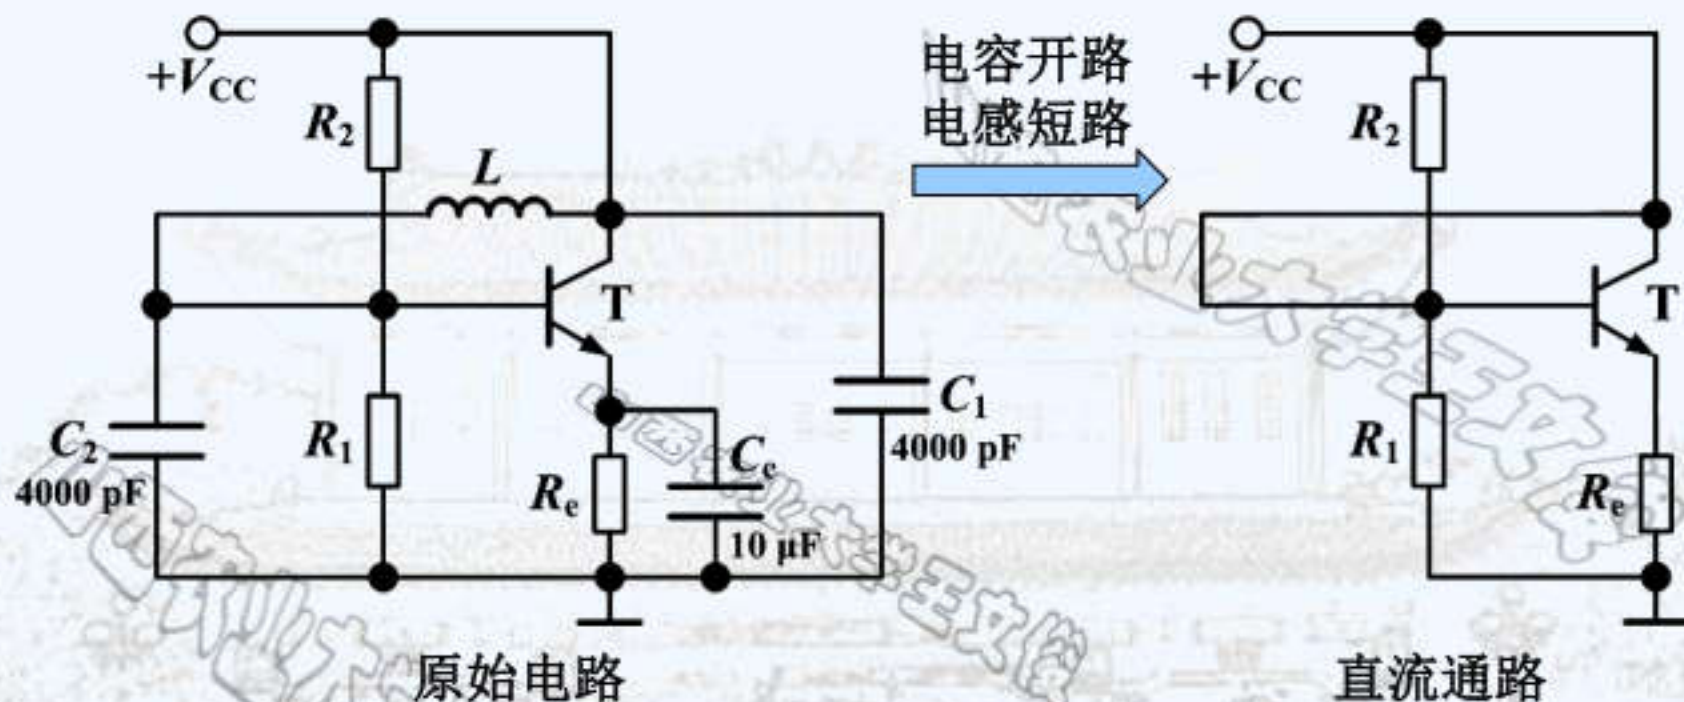 +VCC
R2
L
T
C2
4000 pF
R1
Re
Ce
10 μF
C1
4000 pF
原始电路
电容开路
电感短路
+VCC
R2
T
R1
Re
直流通路